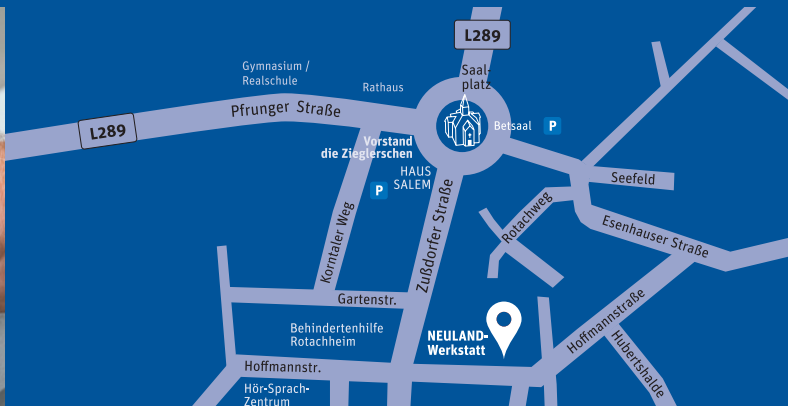 L289
Saal-
platz
Gymnasium /
Realschule
Rathaus
Pfrunger Straße
L289
Betsaal P
Vorstand
die Zieglerschen
HAUS
SALEM
P
Seefeld
Rotachweg
Esenhauser Straße
Korntaler Weg
Zußdorfer Straße
Gartenstr.
Behindertenhilfe
Rotachheim
NEULAND-
Werkstatt
Hoffmannstraße
Hubertshalde
Hoffmannstr.
Hör-Sprach-
Zentrum